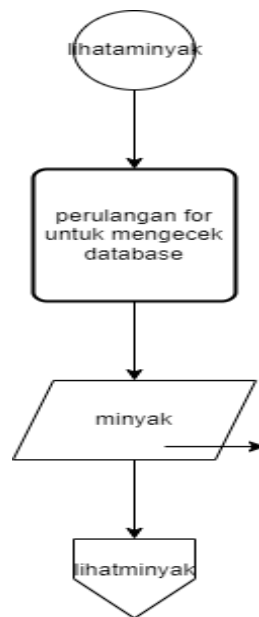 lihataminyak
perulangan for
untuk mengecek
database
minyak
lihatminyak